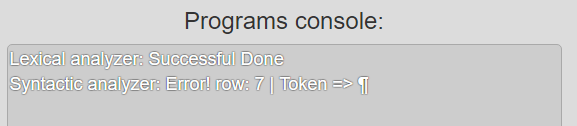 Programs console:
Lexical analyzer: Successful Done
Syntactic analyzer: Error! row: 7 | Token => ¶